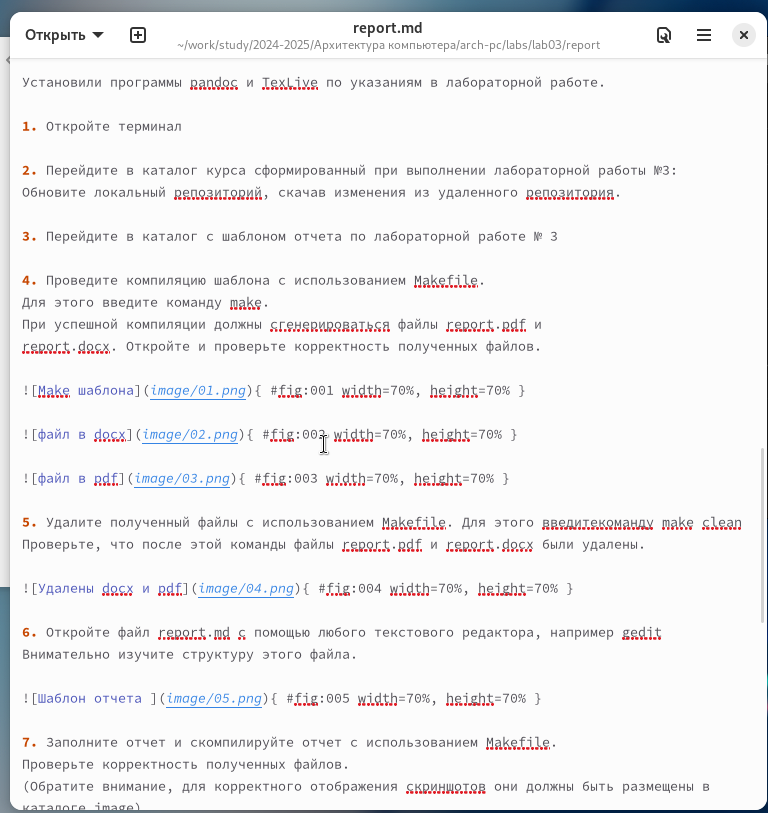 Открыть
report.md
~/work/study/2024-2025/Архитектура компьютера/arch-pc/labs/lab03/report
Установили программы pandoc и TexLive по указаниям в лабораторной работе.
1. Откройте терминал
2. Перейдите в каталог курса сформированный при выполнении лабораторной работы №3:
Обновите локальный репозиторий, скачав изменения из удаленного репозитория.
3. Перейдите в каталог с шаблоном отчета по лабораторной работе № 3
4. Проведите компиляцию шаблона с использованием Makefile.
Для этого введите команду make.
При успешной компиляции должны сгенерироваться файлы report.pdf и
report.docx. Откройте и проверьте корректность полученных файлов.
![Make шаблона](image/01.png){ #fig:001 width=70%, height=70% }
![файл в docx](image/02.png){ #fig:002 width=70%, height=70% }
![файл в pdf](image/03.png){ #fig:003 width=70%, height=70% }
5. Удалите полученный файлы с использованием Makefile. Для этого введитекоманду make clean
Проверьте, что после этой команды файлы report.pdf и report.docx были удалены.
![Удалены docx и pdf](image/04.png){ #fig:004 width=70%, height=70% }
6. Откройте файл report.md c помощью любого текстового редактора, например gedit
Внимательно изучите структуру этого файла.
![Шаблон отчета ](image/05.png){ #fig:005 width=70%, height=70% }
7. Заполните отчет и скомпилируйте отчет с использованием Makefile.
Проверьте корректность полученных файлов.
(Обратите внимание, для корректного отображения скриншотов они должны быть размещены в
каталоге image)